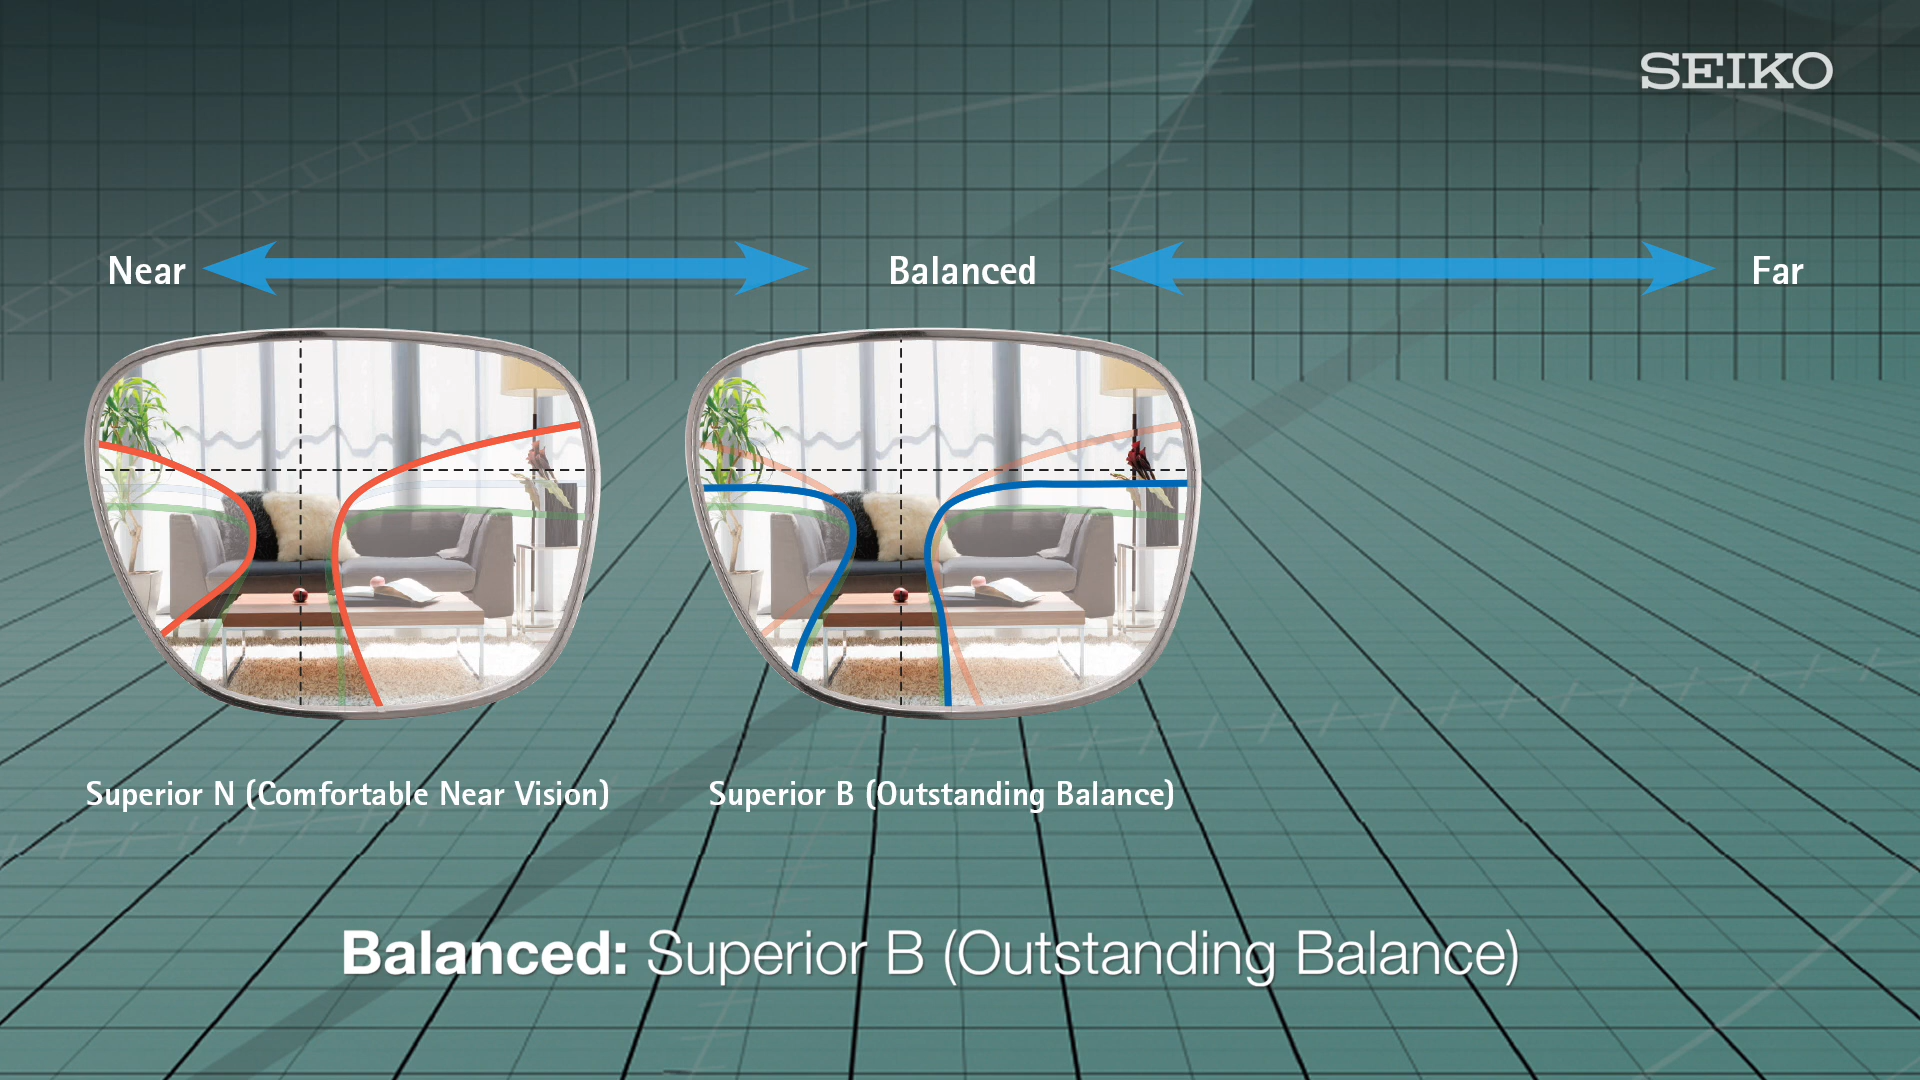 SEIKO
Near
Balanced
Far
Superior N (Comfortable Near Vision)
Superior B (Outstanding Balance)
Balanced: Superior B (Outstanding Balance)